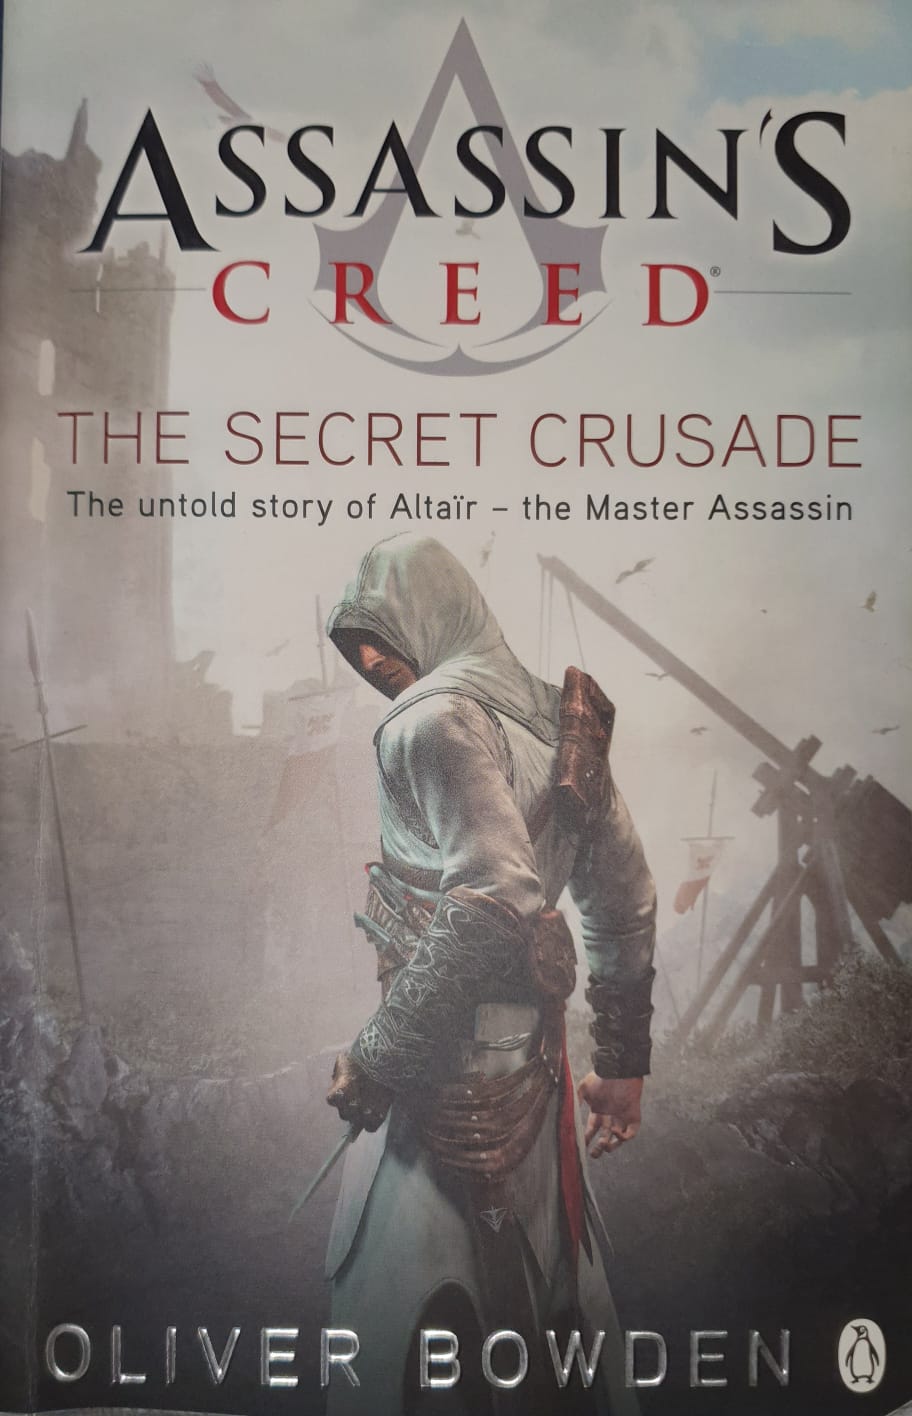 ASSASSIN'S
CREED®
THE SECRET CRUSADE
The untold story of Altaïr – the Master Assassin
OLIVER BOWDEN